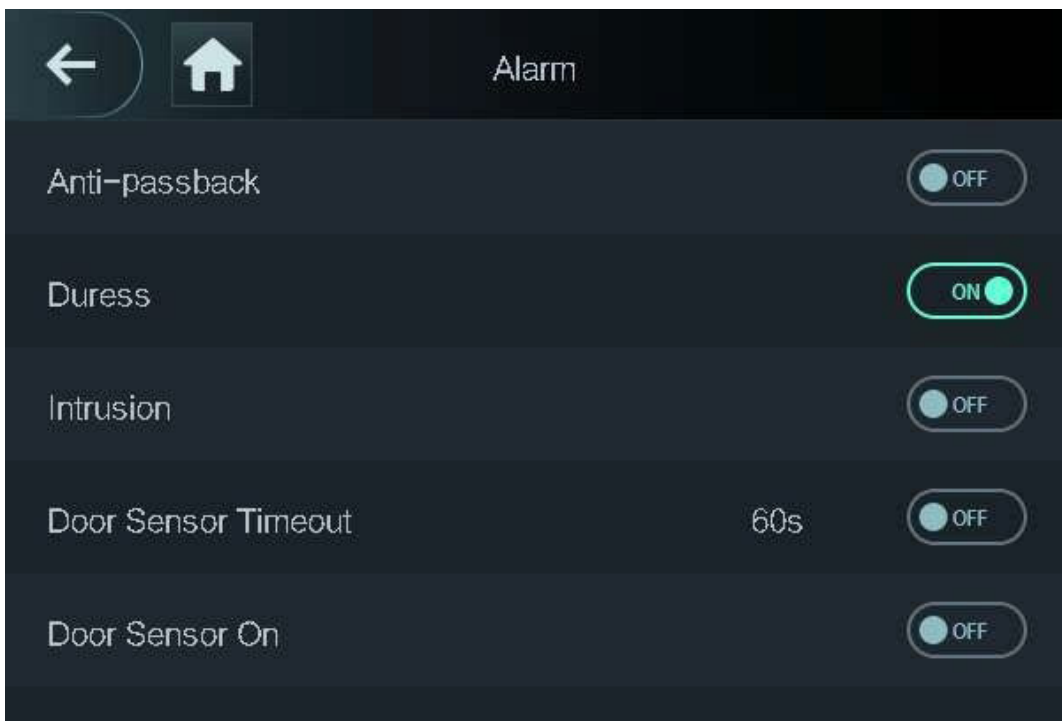 Alarm
Anti-passback OFF
Duress ON
Intrusion OFF
Door Sensor Timeout 60s OFF
Door Sensor On OFF